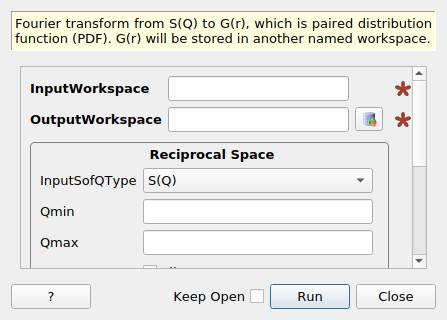 Fourier transform from S(Q) to G(r), which is paired distribution
function (PDF). G(r) will be stored in another named workspace.
InputWorkspace
OutputWorkspace
Reciprocal Space
InputSofQType S(Q)
Qmin
Qmax
? Keep Open Run Close